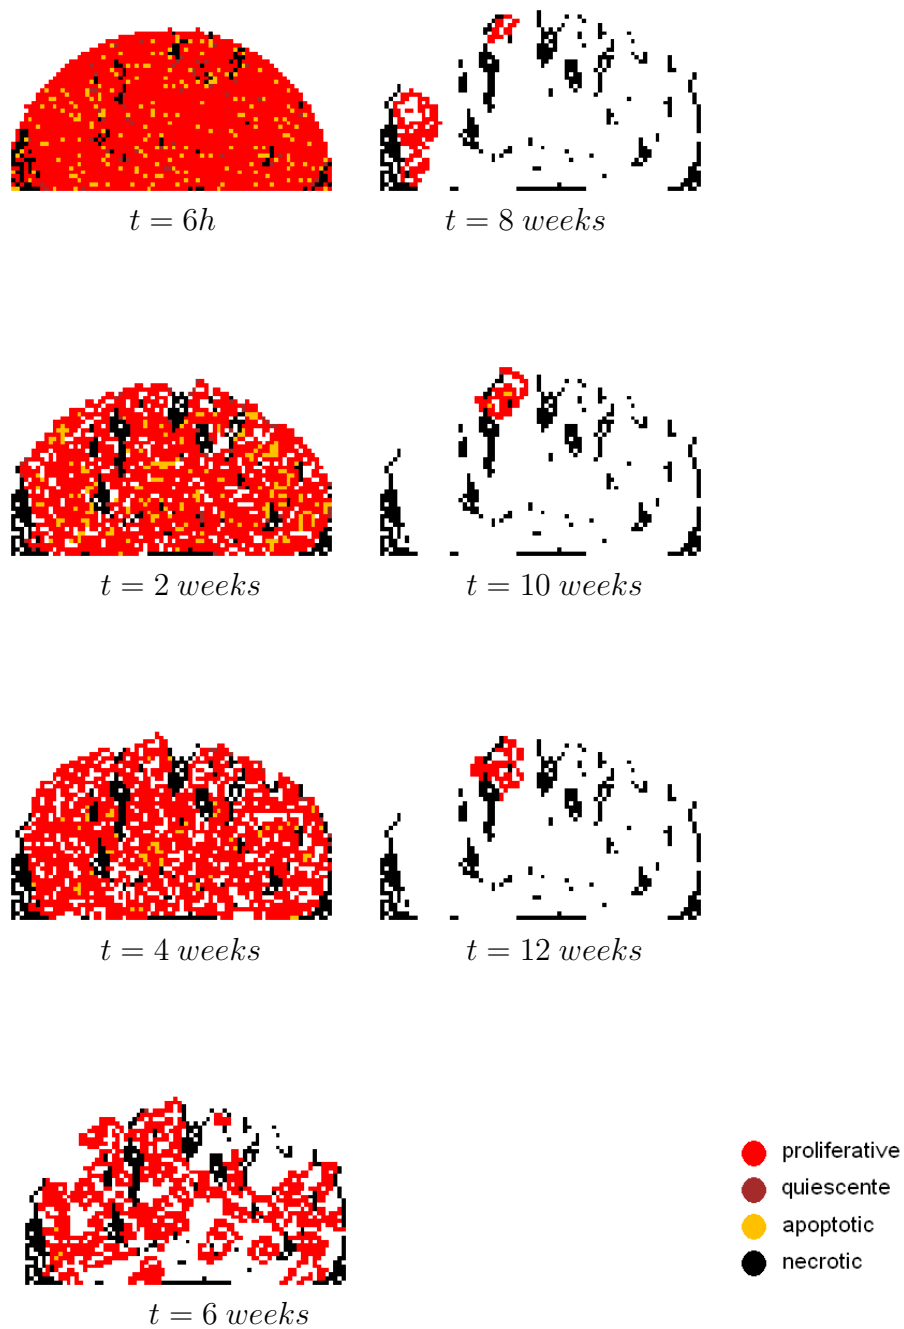 t = 6h
t = 8 weeks
t = 2 weeks
t = 10 weeks
t = 4 weeks
t = 12 weeks
proliferative
quiescente
apoptotic
necrotic
t = 6 weeks